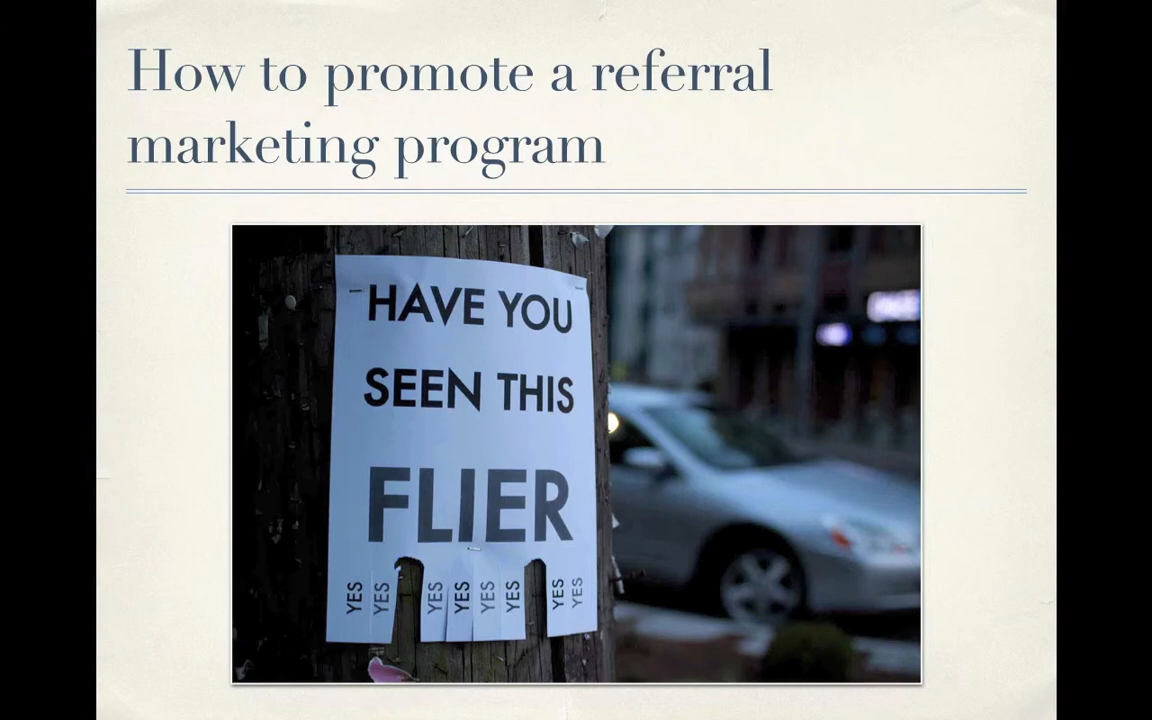 How to promote a referral
marketing program
HAVE YOU
SEEN THIS
FLIER
YES
YES
YES
YES
YES
YES
YES
YES